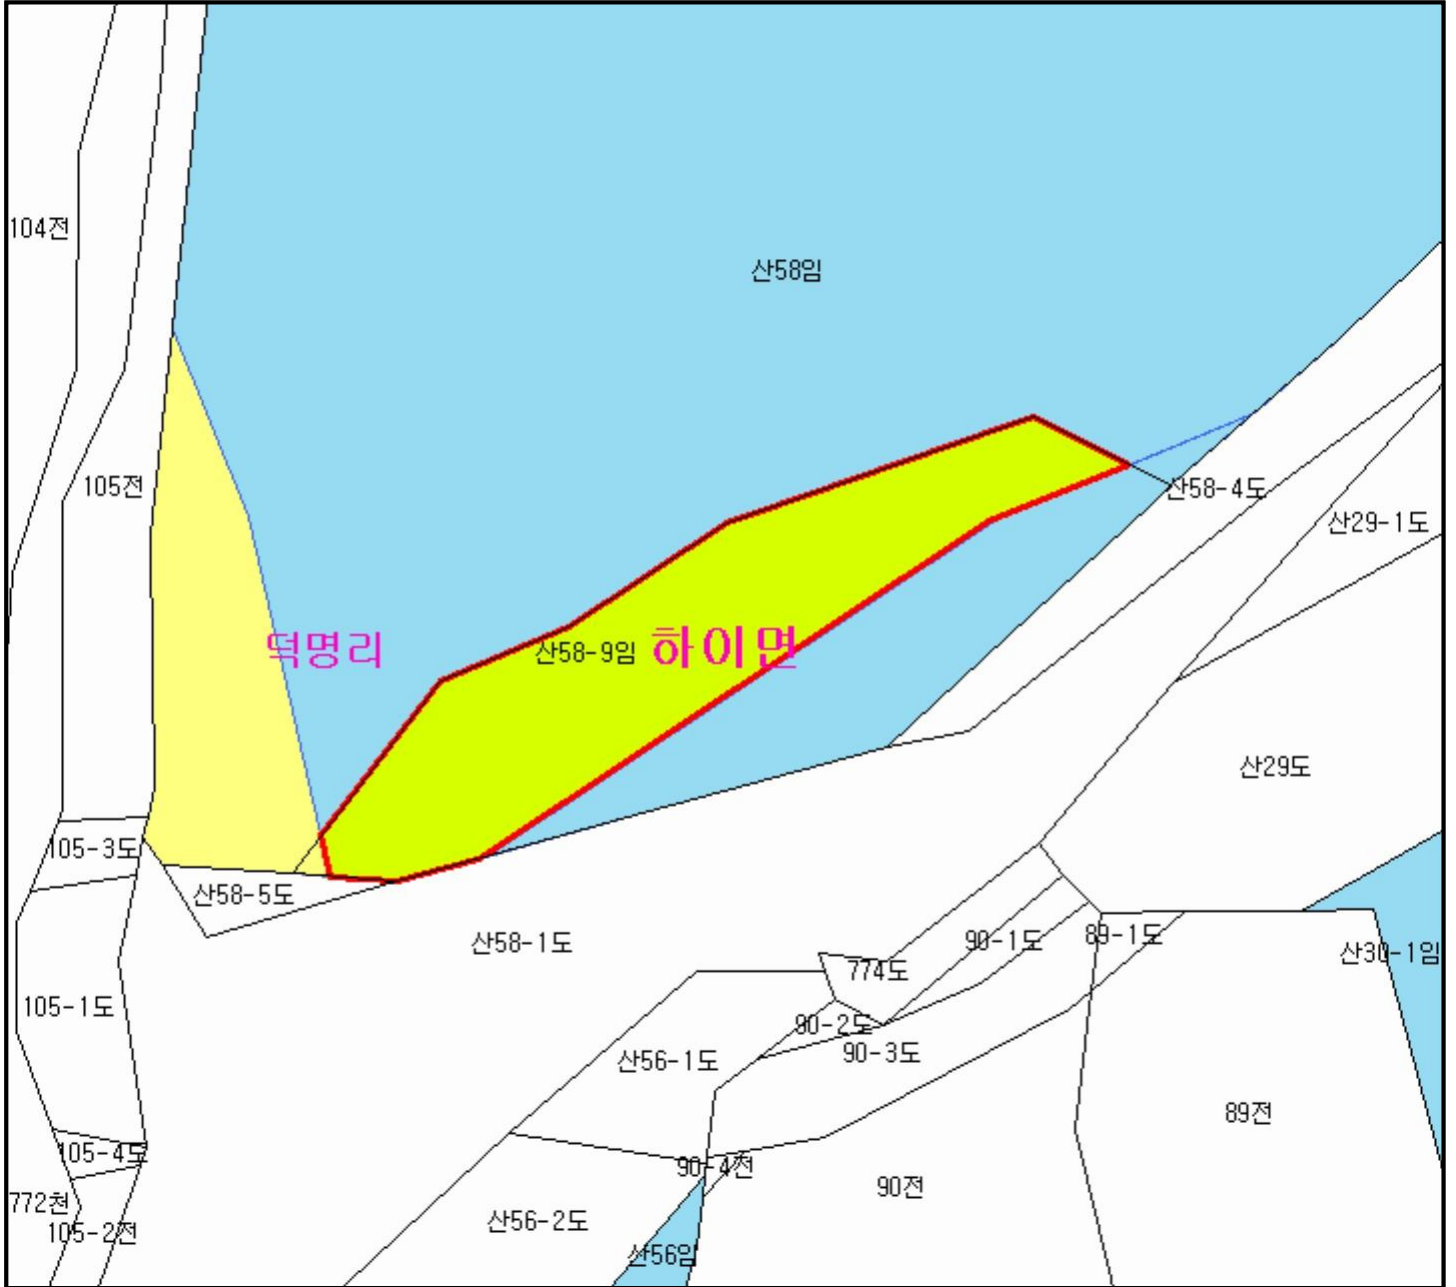 104전
산58임
105전
산58-4도
산29-1도
덕명리
산58-9임
하이면
산29도
105-3도
산58-5도
산58-1도
90-1도
89-1도
산30-1임
774도
105-1도
90-2도
90-3도
산56-1도
89전
105-4도
90-4전
90전
772천
산56-2도
105-2전
산56임